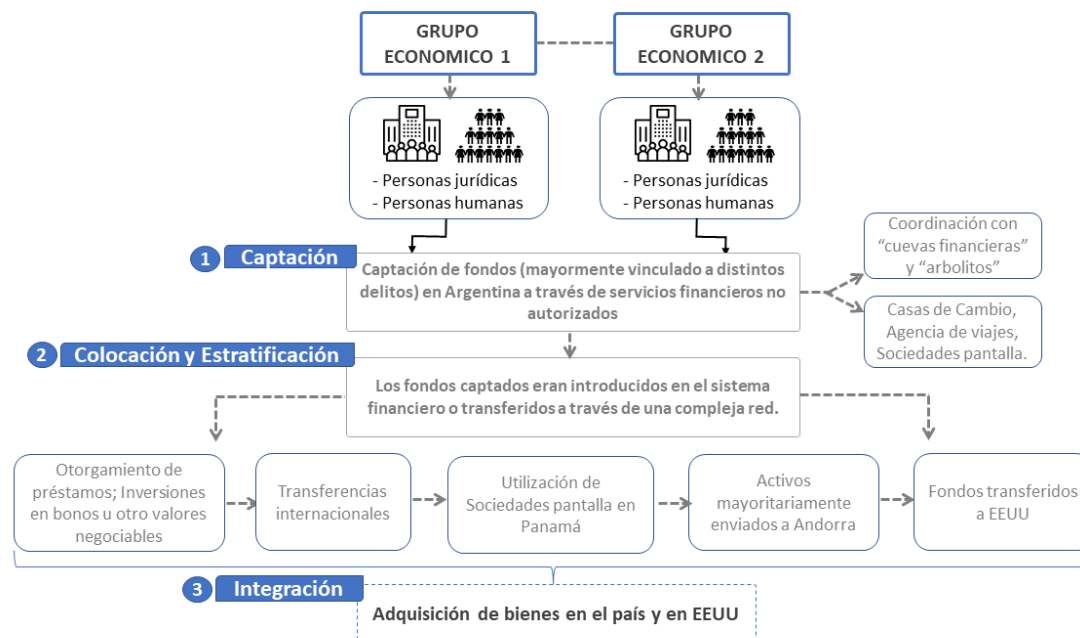 GRUPO
ECONOMICO 1
GRUPO
ECONOMICO 2
- Personas jurídicas
- Personas humanas
- Personas jurídicas
- Personas humanas
1
Captación
Captación de fondos (mayormente vinculado a distintos
delitos) en Argentina a través de servicios financieros no
autorizados
Coordinación con
“cuevas financieras”
y “arbolitos”
Casas de Cambio,
Agencia de viajes,
Sociedades pantalla.
2
Colocación y Estratificación
Los fondos captados eran introducidos en el sistema
financiero o transferidos a través de una compleja red.
Otorgamiento de
préstamos; Inversiones
en bonos u otro valores
negociables
Transferencias
internacionales
Utilización de
Sociedades pantalla en
Panamá
Activos
mayoritariamente
enviados a Andorra
Fondos transferidos
a EEUU
3
Integración
Adquisición de bienes en el país y en EEUU